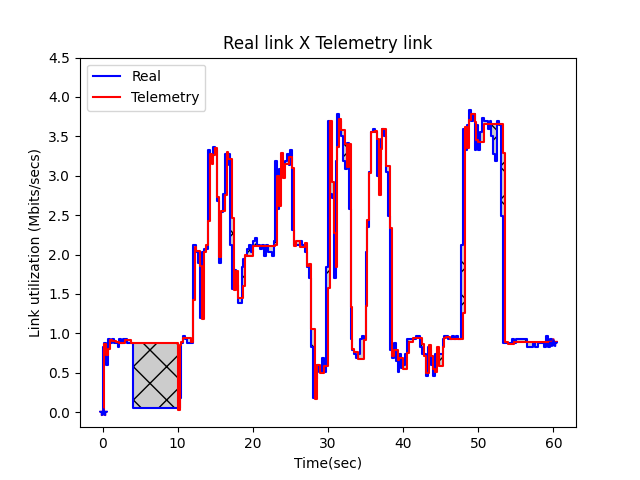 Real link X Telemetry link
Real
Telemetry
Link utilization (Mbits/secs)
4.5
4.0
3.5
3.0
2.5
2.0
1.5
1.0
0.5
0.0
0 10 20 30 40 50 60
Time(sec)